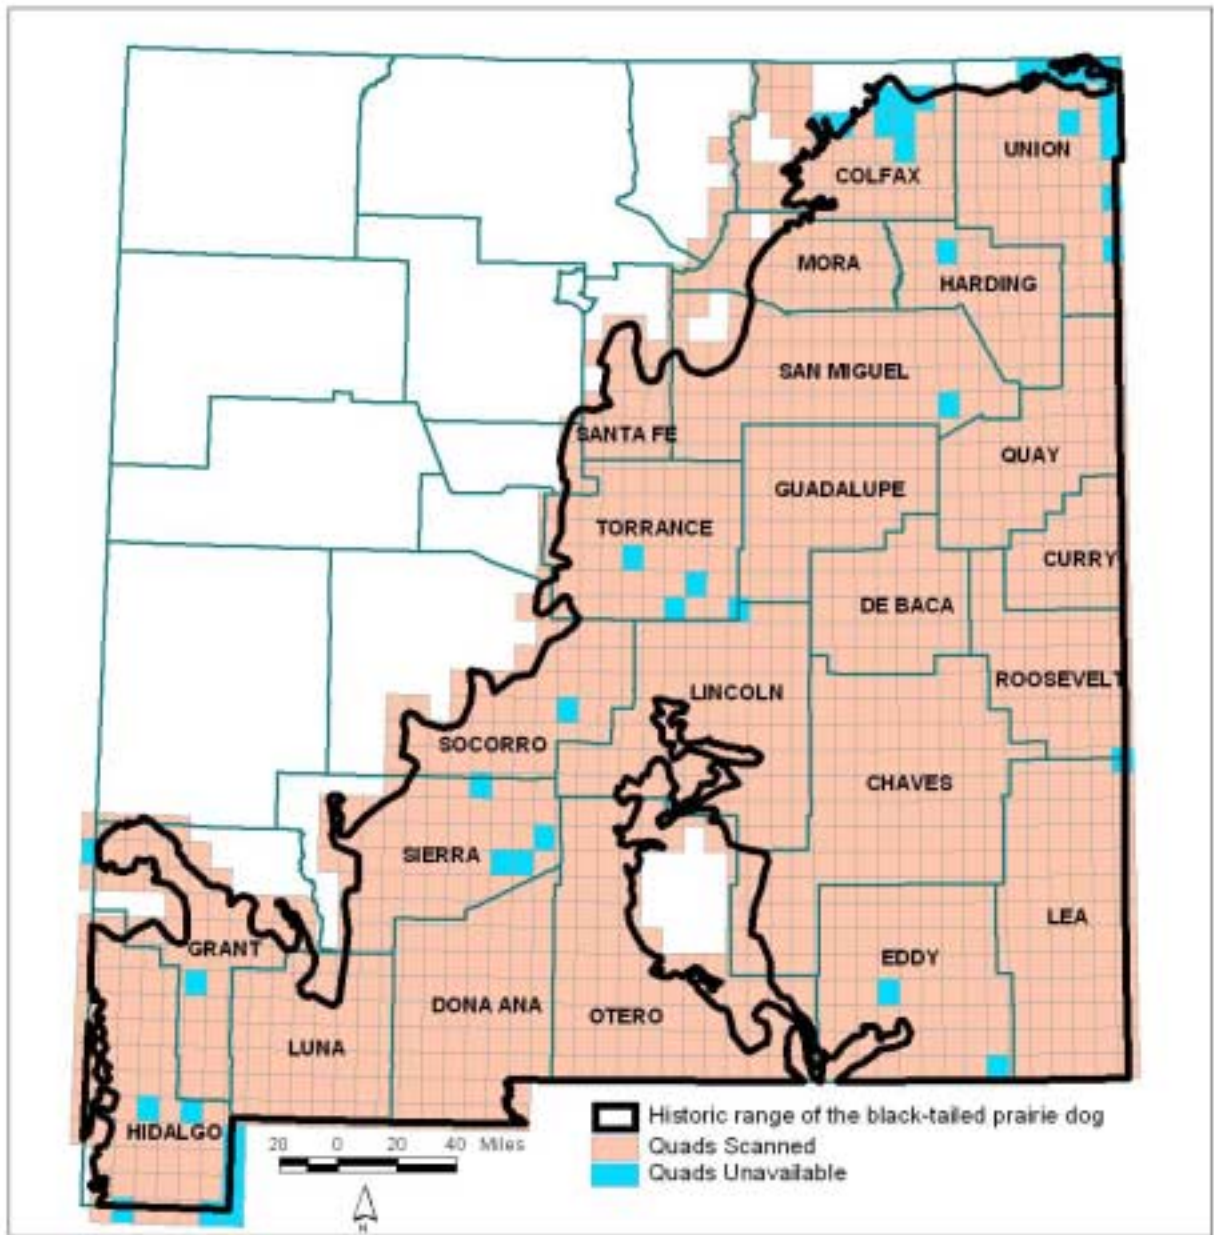 UNION
COLFAX
MORA
HARDING
SAN MIGUEL
SANTA FE
QUAY
GUADALUPE
TORRANCE
CURRY
DE BACA
ROOSEVELT
LINCOLN
SOCORRO
CHAVES
SIERRA
LEA
GRANT
EDDY
DONA ANA
OTERO
LUNA
HIDALGO
20 0 20 40 Miles
N
Historic range of the black-tailed prairie dog
Quads Scanned
Quads Unavailable